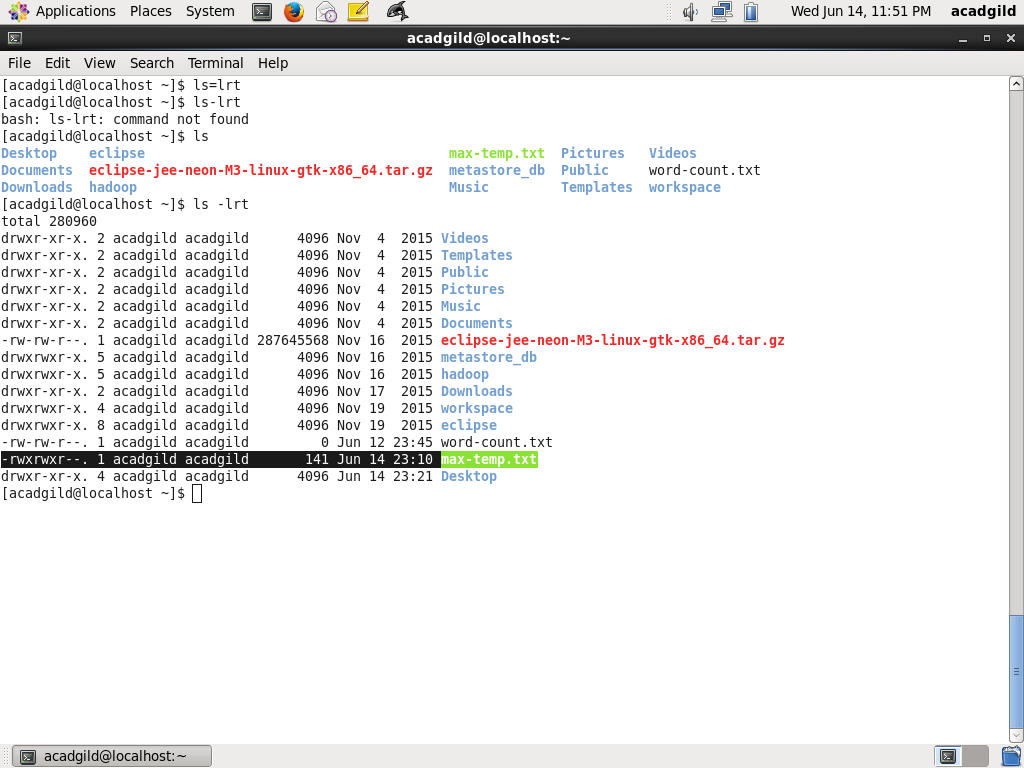 Applications Places System Wed Jun 14, 11:51 PM acadgild
acadgild@localhost:~
File Edit View Search Terminal Help
[acadgild@localhost ~]$ ls=lrt
[acadgild@localhost ~]$ ls-lrt
bash: ls-lrt: command not found
[acadgild@localhost ~]$ ls
Desktop    eclipse                                      max-temp.txt  Pictures   Videos
Documents  eclipse-jee-neon-M3-linux-gtk-x86_64.tar.gz  metastore_db  Public     word-count.txt
Downloads  hadoop                                       Music         Templates  workspace
[acadgild@localhost ~]$ ls -lrt
total 280960
drwxr-xr-x. 2 acadgild acadgild      4096 Nov  4  2015 Videos
drwxr-xr-x. 2 acadgild acadgild      4096 Nov  4  2015 Templates
drwxr-xr-x. 2 acadgild acadgild      4096 Nov  4  2015 Public
drwxr-xr-x. 2 acadgild acadgild      4096 Nov  4  2015 Pictures
drwxr-xr-x. 2 acadgild acadgild      4096 Nov  4  2015 Music
drwxr-xr-x. 2 acadgild acadgild      4096 Nov  4  2015 Documents
-rw-rw-r--. 1 acadgild acadgild 287645568 Nov 16  2015 eclipse-jee-neon-M3-linux-gtk-x86_64.tar.gz
drwxrwxr-x. 5 acadgild acadgild      4096 Nov 16  2015 metastore_db
drwxrwxr-x. 5 acadgild acadgild      4096 Nov 16  2015 hadoop
drwxr-xr-x. 2 acadgild acadgild      4096 Nov 17  2015 Downloads
drwxrwxr-x. 4 acadgild acadgild      4096 Nov 19  2015 workspace
drwxrwxr-x. 8 acadgild acadgild      4096 Nov 19  2015 eclipse
-rw-rw-r--. 1 acadgild acadgild         0 Jun 12 23:45 word-count.txt
-rwxrwxr--. 1 acadgild acadgild       141 Jun 14 23:10 max-temp.txt
drwxr-xr-x. 4 acadgild acadgild      4096 Jun 14 23:21 Desktop
[acadgild@localhost ~]$
acadgild@localhost:~